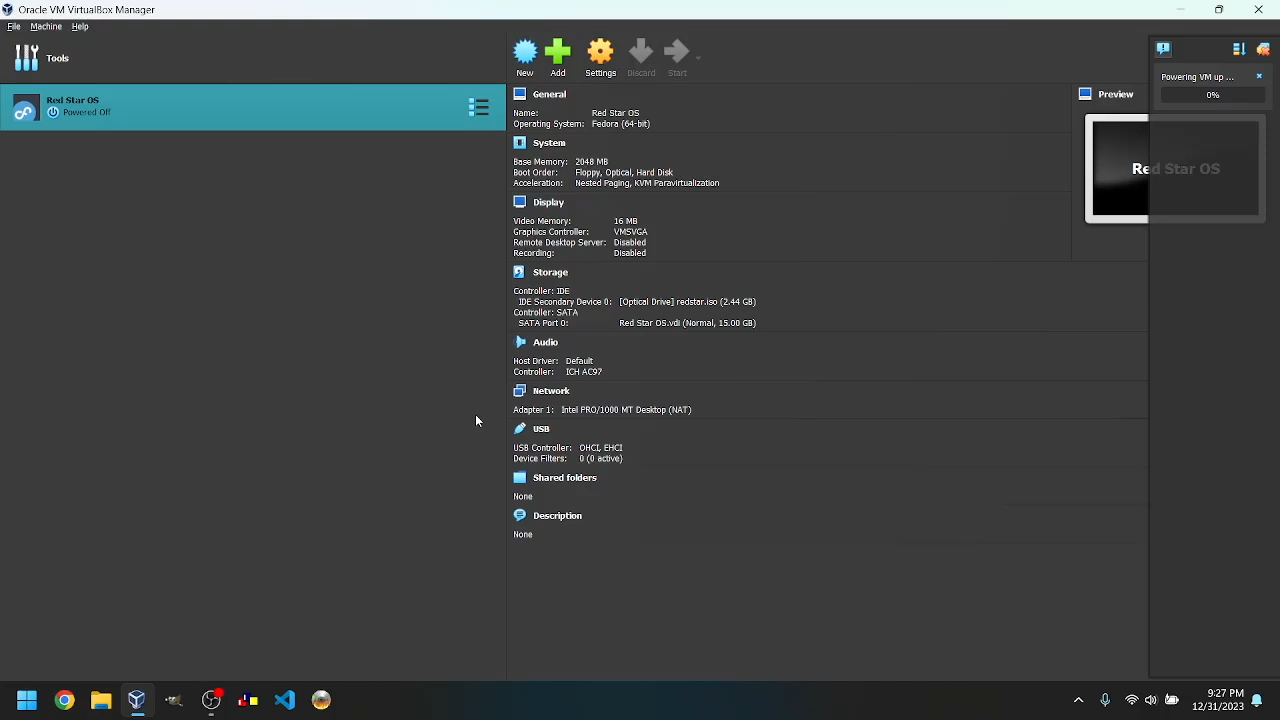 Oracle VM VirtualBox Manager
File Machine Help
Tools
New Add Settings Discard Start
Red Star OS
Powered Off
General
Name: Red Star OS
Operating System: Fedora (64-bit)
System
Base Memory: 2048 MB
Boot Order: Floppy, Optical, Hard Disk
Acceleration: Nested Paging, KVM Paravirtualization
Display
Video Memory: 16 MB
Graphics Controller: VMSVGA
Remote Desktop Server: Disabled
Recording: Disabled
Storage
Controller: IDE
IDE Secondary Device 0: [Optical Drive] redstar.iso (2.44 GB)
Controller: SATA
SATA Port 0: Red Star OS.vdi (Normal, 15.00 GB)
Audio
Host Driver: Default
Controller: ICH AC97
Network
Adapter 1: Intel PRO/1000 MT Desktop (NAT)
USB
USB Controller: OHCI, EHCI
Device Filters: 0 (0 active)
Shared folders
None
Description
None
Preview
Red Star OS
Powering VM up ...
0%
9:27 PM
12/31/2023